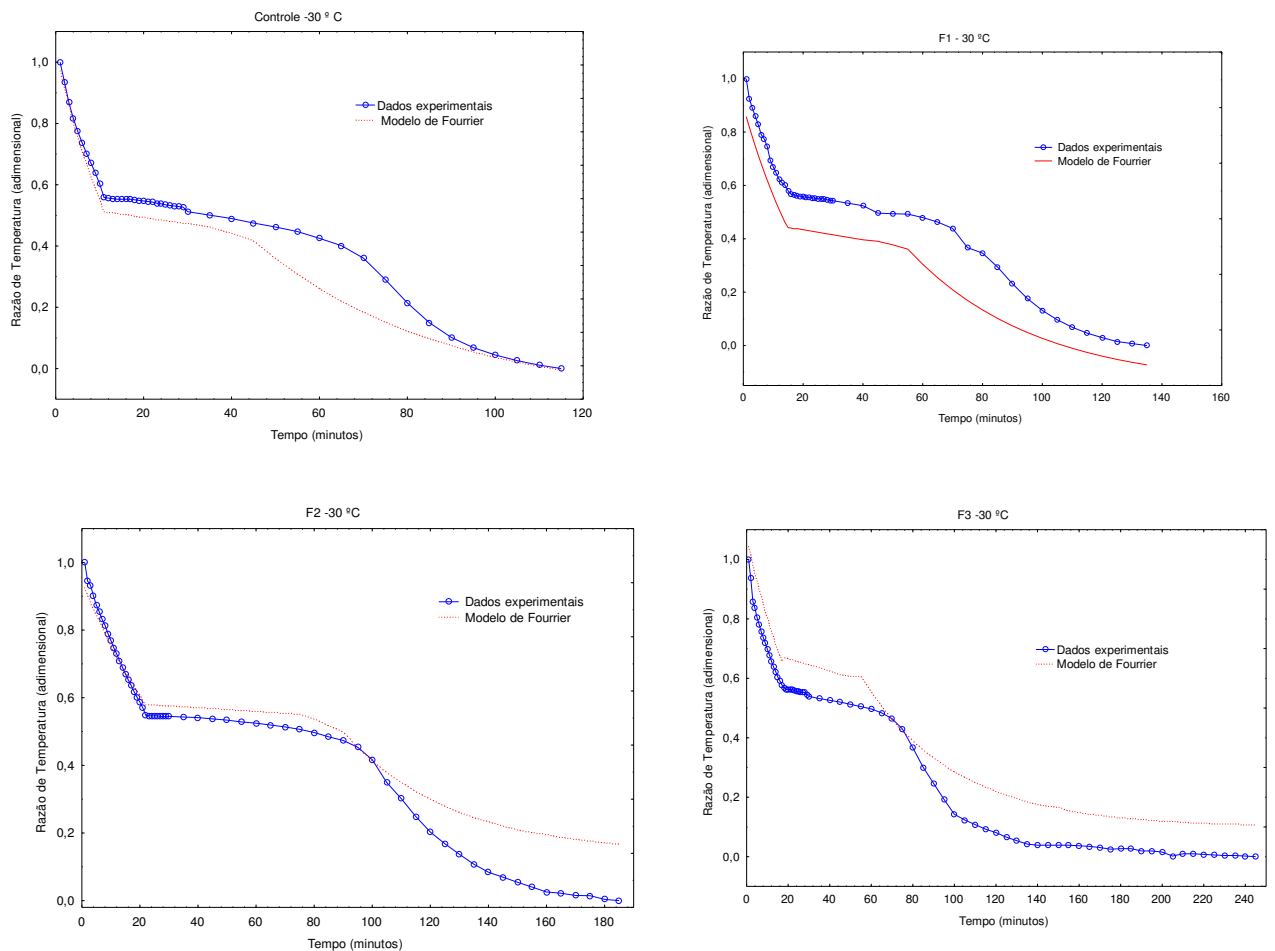 Controle -30 º C
Razão de Temperatura (adimensional)
1,0
0,8
0,6
0,4
0,2
0,0
Dados experimentais
Modelo de Fourrier
0 20 40 60 80 100 120
Tempo (minutos)
F1 - 30 ºC
Razão de Temperatura (adimensional)
1,0
0,8
0,6
0,4
0,2
0,0
Dados experimentais
Modelo de Fourrier
0 20 40 60 80 100 120 140 160
Tempo (minutos)
F2 -30 ºC
Razão de Temperatura (adimensional)
1,0
0,8
0,6
0,4
0,2
0,0
Dados experimentais
Modelo de Fourrier
0 20 40 60 80 100 120 140 160 180
Tempo (minutos)
F3 -30 ºC
Razão de Temperatura (adimensional)
1,0
0,8
0,6
0,4
0,2
0,0
Dados experimentais
Modelo de Fourrier
0 20 40 60 80 100 120 140 160 180 200 220 240
Tempo (minutos)